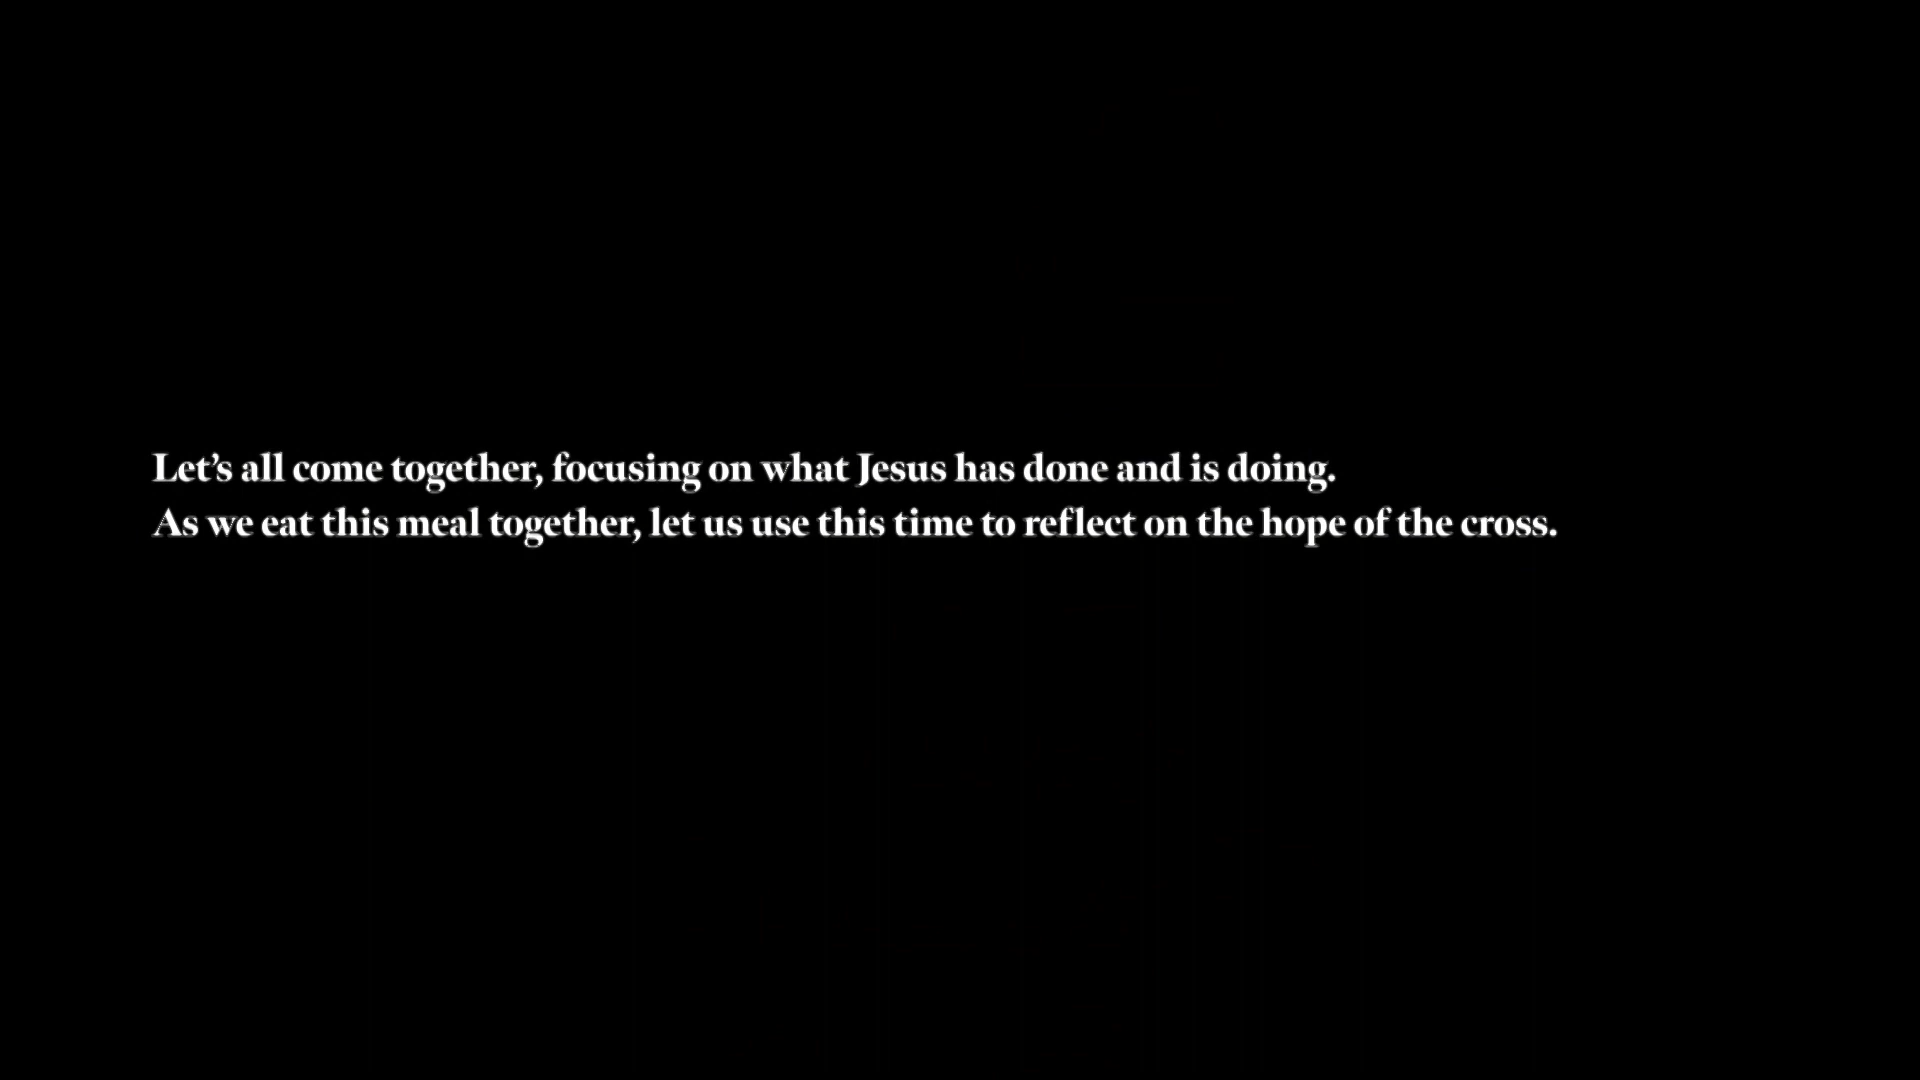 Let’s all come together, focusing on what Jesus has done and is doing.
As we eat this meal together, let us use this time to reflect on the hope of the cross.